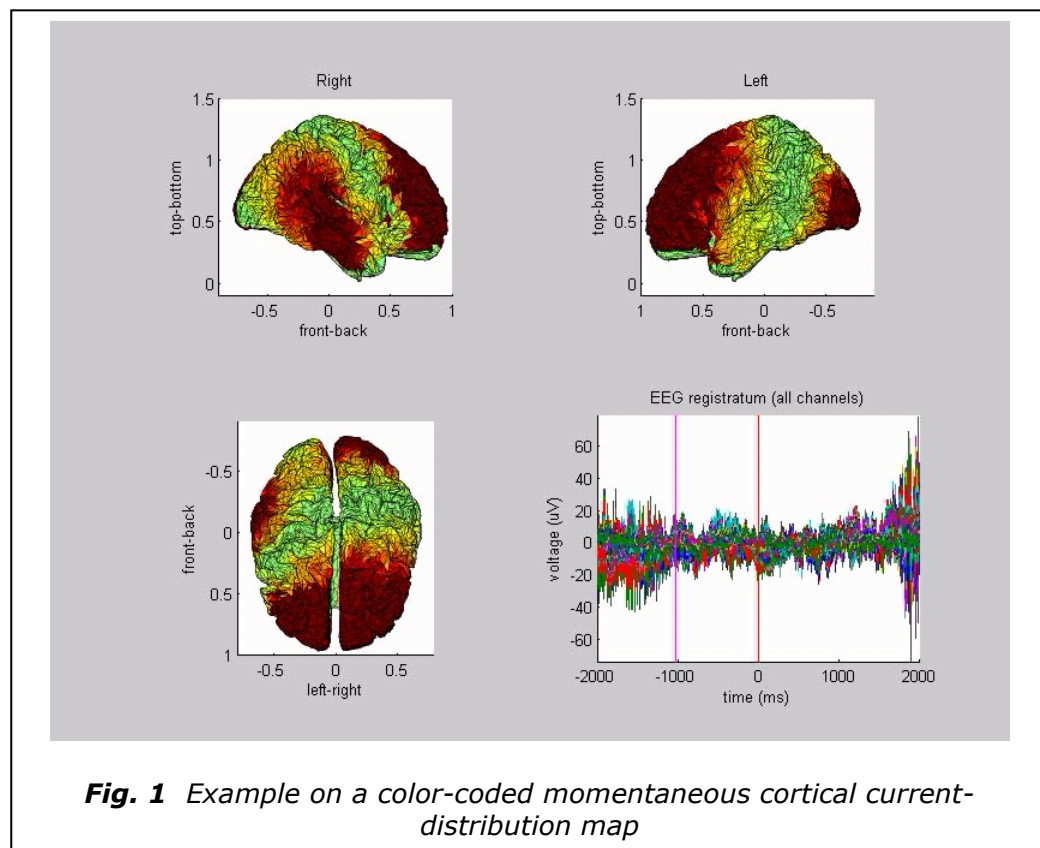 Right
1.5
1
0.5
0
top-bottom
-0.5 0 0.5 1
front-back
Left
1.5
1
0.5
0
top-bottom
1 0.5 0 -0.5
front-back
-0.5
0
0.5
1
front-back
-0.5 0 0.5
left-right
EEG registratum (all channels)
60
40
20
0
-20
-40
-60
voltage (uV)
-2000 -1000 0 1000 2000
time (ms)
Fig. 1 Example on a color-coded momentaneous cortical current-
distribution map